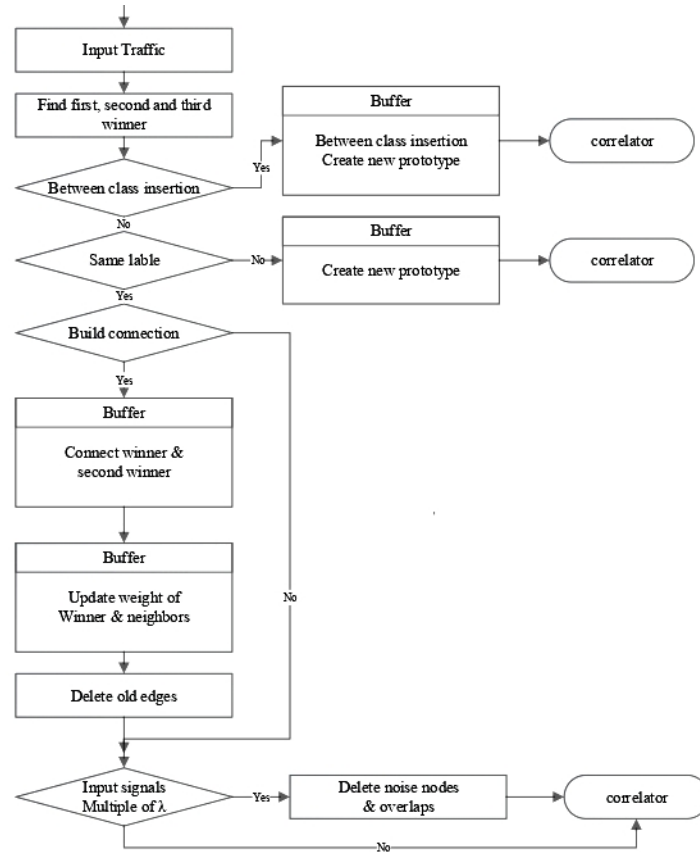 Input Traffic
Find first, second and third
winner
Buffer
Between class insertion
Create new prototype
correlator
Between class insertion
Yes
No
Buffer
Create new prototype
correlator
Same lable
No
Yes
Build connection
Yes
Buffer
Connect winner &
second winner
Buffer
Update weight of
Winner & neighbors
No
Delete old edges
Input signals
Multiple of λ
Yes
Delete noise nodes
& overlaps
correlator
No